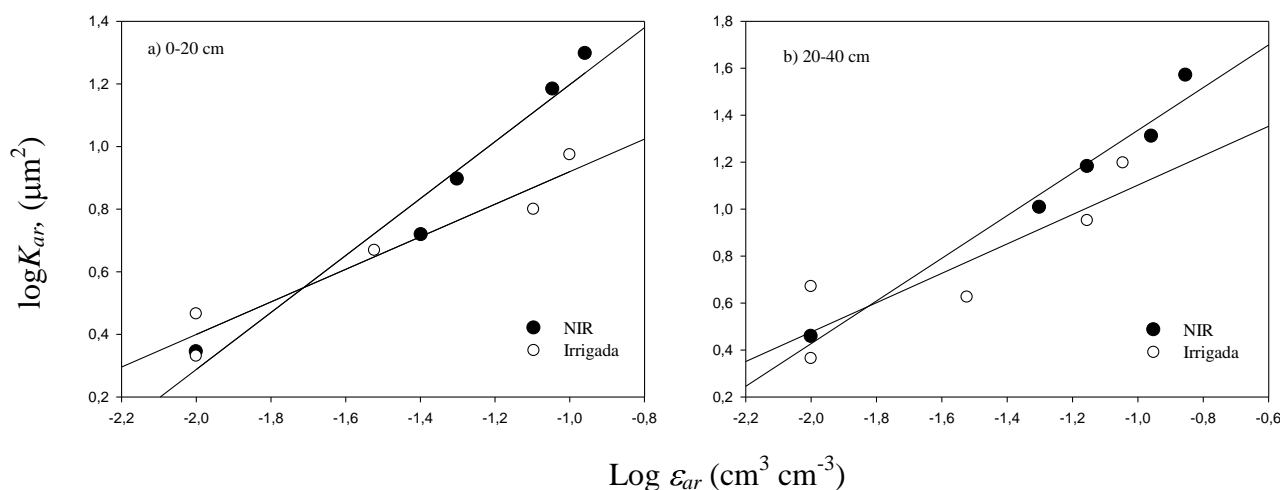 a) 0-20 cm
1,4
1,2
1,0
0,8
0,6
0,4
0,2
-2,2 -2,0 -1,8 -1,6 -1,4 -1,2 -1,0 -0,8
NIR
Irrigada
b) 20-40 cm
1,8
1,6
1,4
1,2
1,0
0,8
0,6
0,4
0,2
-2,2 -2,0 -1,8 -1,6 -1,4 -1,2 -1,0 -0,8 -0,6
NIR
Irrigada
logKar, (μm²)
Log εar (cm³ cm⁻³)